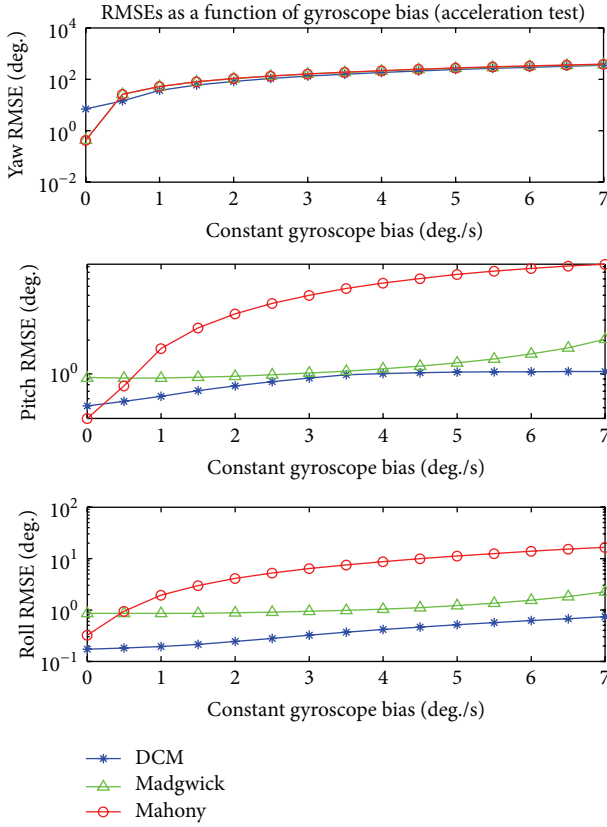 RMSEs as a function of gyroscope bias (acceleration test)
Yaw RMSE (deg.)
10^4
10^2
10^0
10^-2
0 1 2 3 4 5 6 7
Constant gyroscope bias (deg./s)
Pitch RMSE (deg.)
10^0
0 1 2 3 4 5 6 7
Constant gyroscope bias (deg./s)
Roll RMSE (deg.)
10^2
10^1
10^0
10^-1
0 1 2 3 4 5 6 7
Constant gyroscope bias (deg./s)
DCM
Madgwick
Mahony